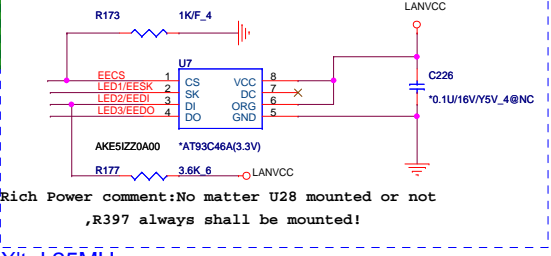 LANVCC
R173 1K/F_4
U7
EECS 1 CS VCC 8
LED1/EESK 2 SK DC 7
LED2/EEDI 3 DI ORG 6
LED3/EEDO 4 DO GND 5
C226
*0.1U/16V/Y5V_4@NC
AKE5IZZ0A00 *AT93C46A(3.3V)
R177 3.6K_6 LANVCC
Rich Power comment:No matter U28 mounted or not
,R397 always shall be mounted!